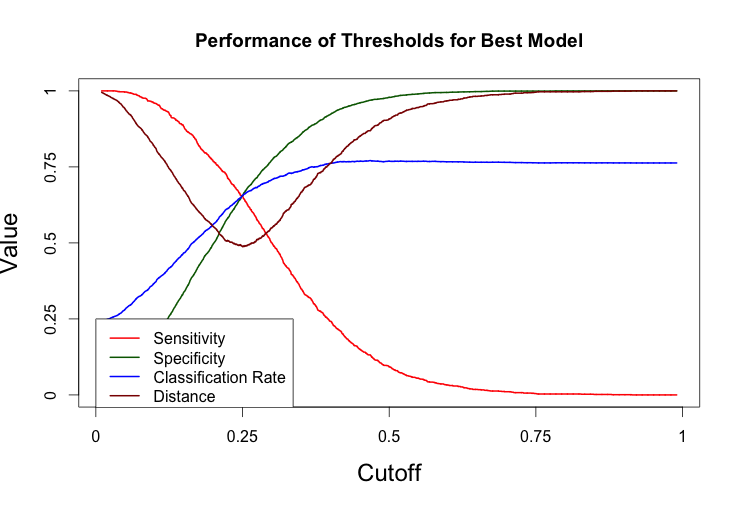 Performance of Thresholds for Best Model
Value
1
0.75
0.5
0.25
0
Sensitivity
Specificity
Classification Rate
Distance
0 0.25 0.5 0.75 1
Cutoff